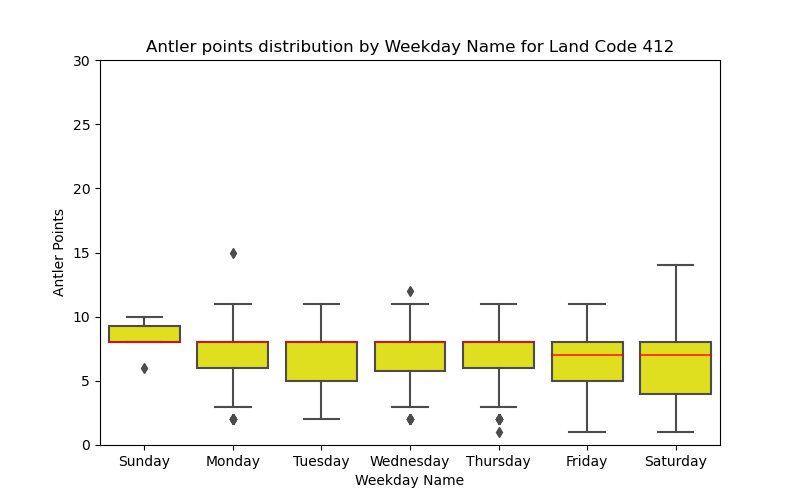 Antler points distribution by Weekday Name for Land Code 412
30
25
20
15
10
5
0
Antler Points
Sunday Monday Tuesday Wednesday Thursday Friday Saturday
Weekday Name